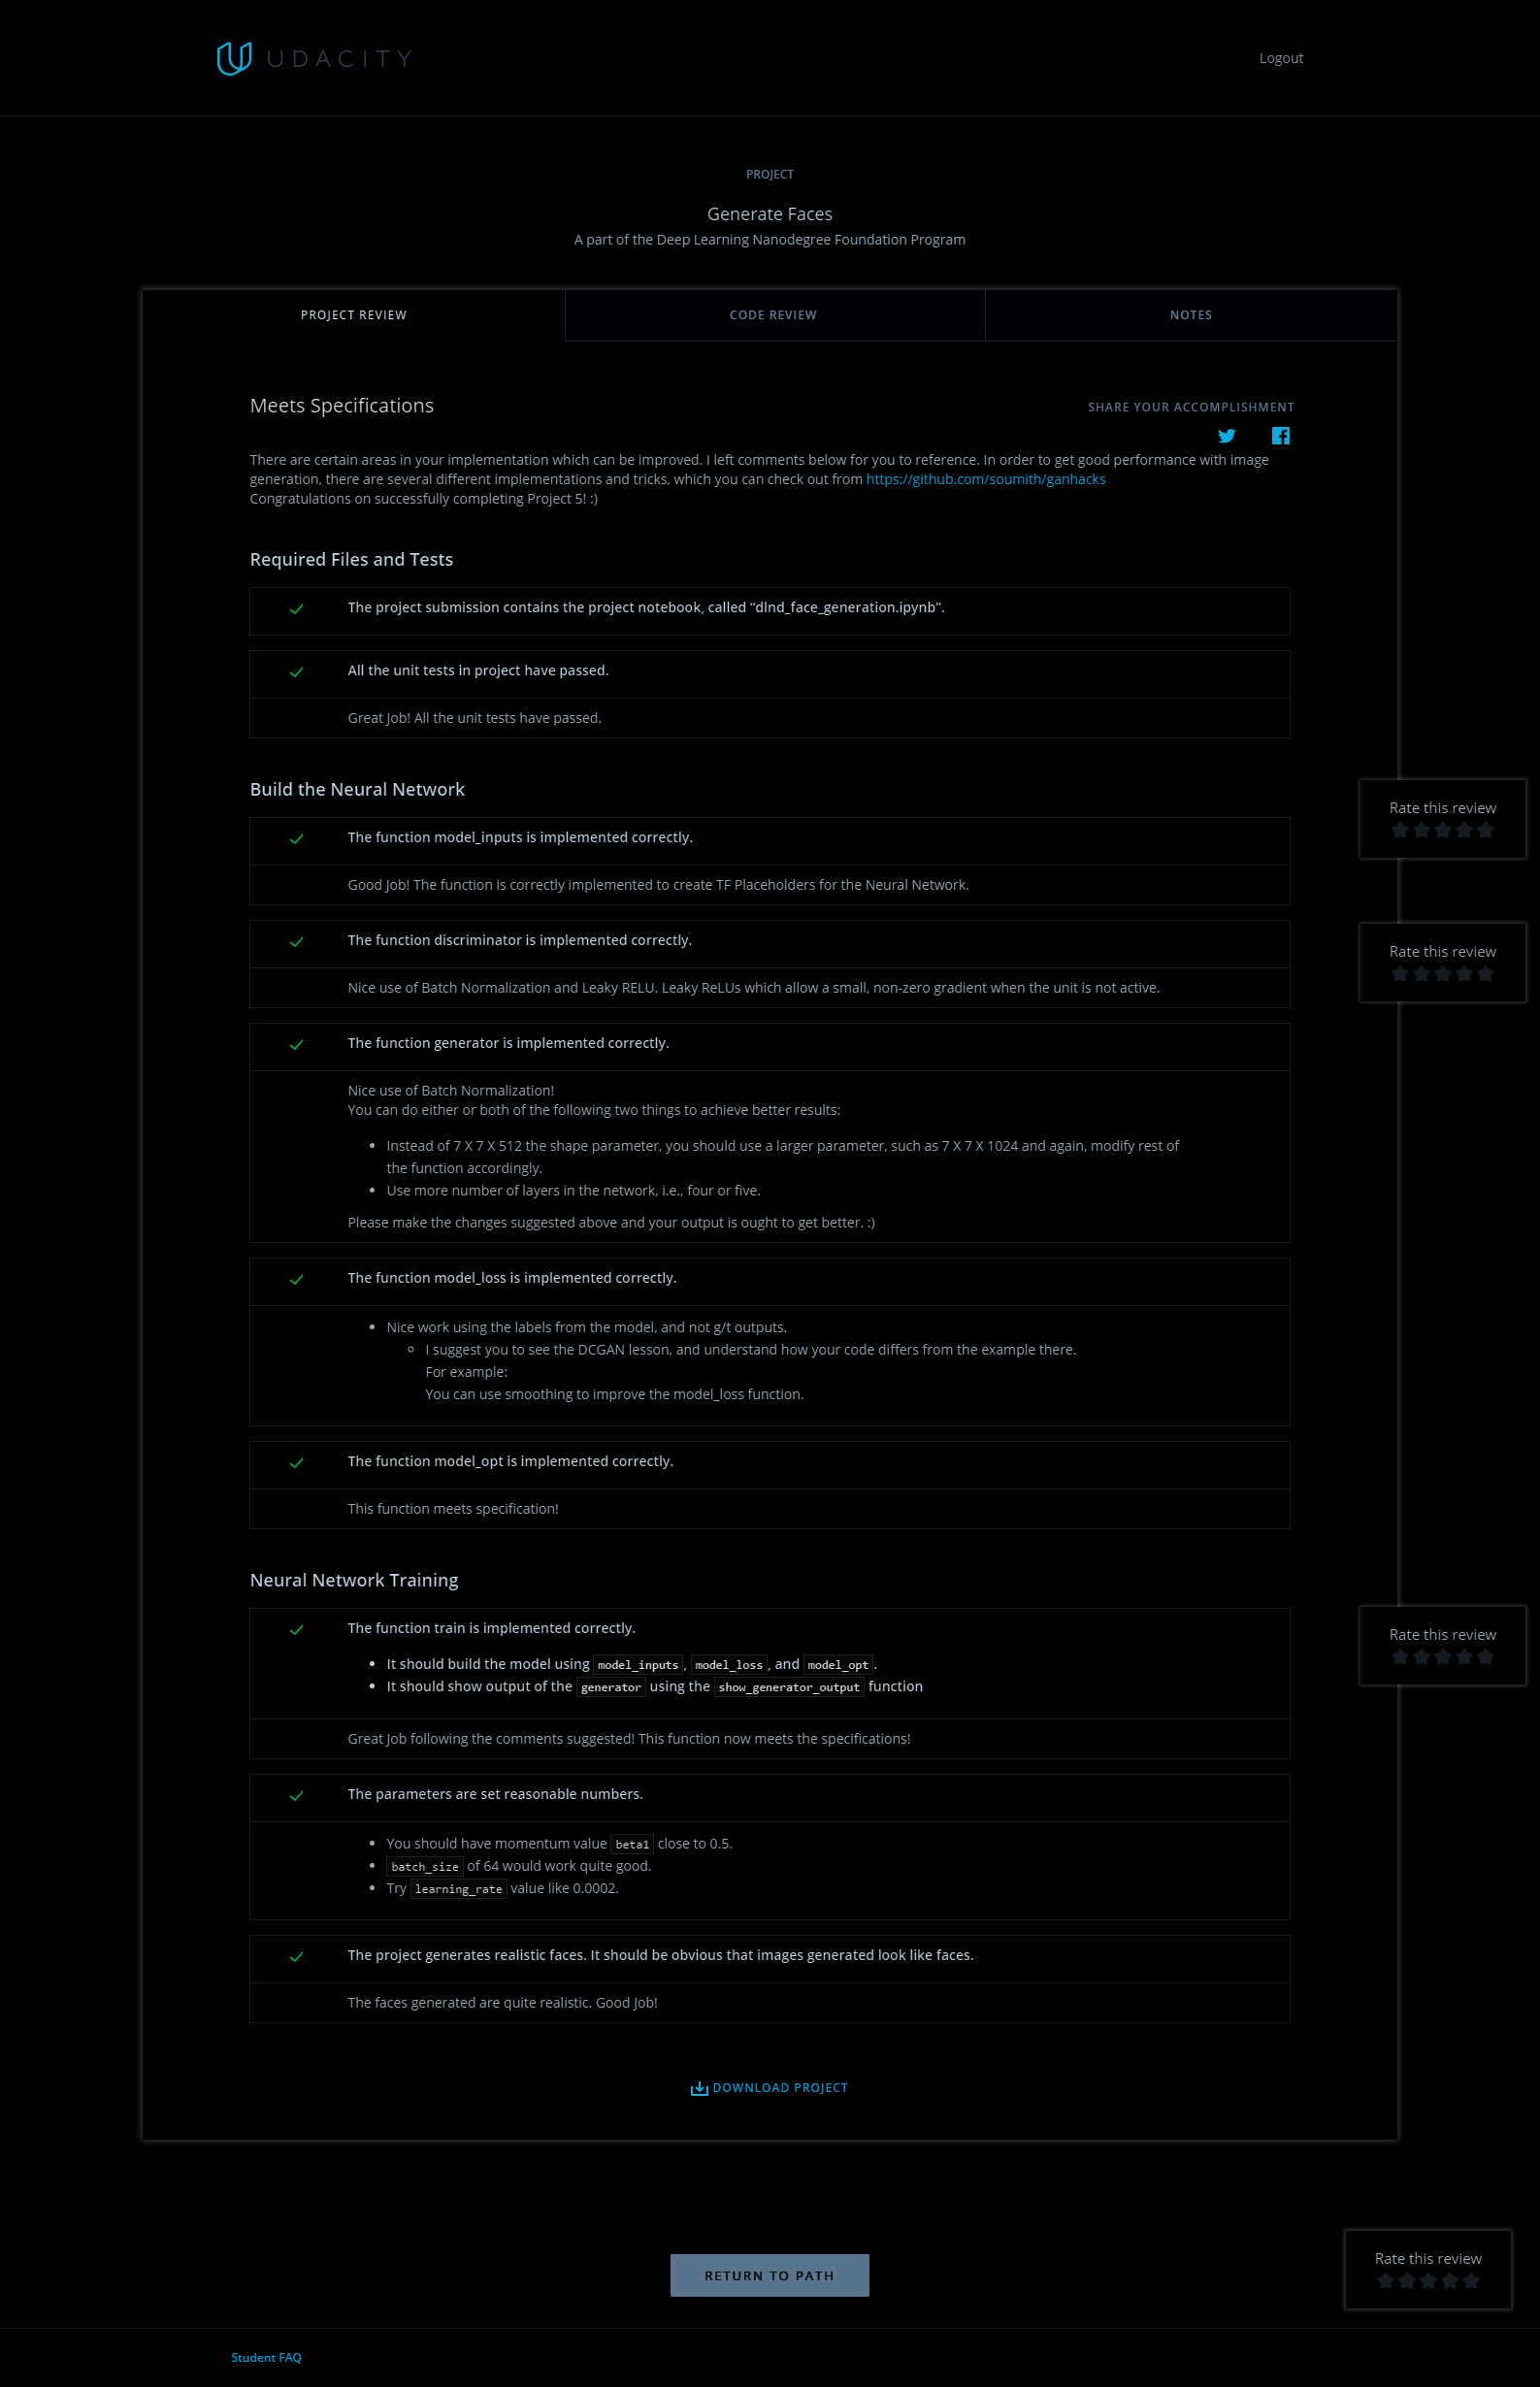 UDACITY
Logout
PROJECT
Generate Faces
A part of the Deep Learning Nanodegree Foundation Program
PROJECT REVIEW
CODE REVIEW
NOTES
Meets Specifications
SHARE YOUR ACCOMPLISHMENT
There are certain areas in your implementation which can be improved. I left comments below for you to reference. In order to get good performance with image
generation, there are several different implementations and tricks, which you can check out from https://github.com/soumith/ganhacks
Congratulations on successfully completing Project 5! :)
Required Files and Tests
The project submission contains the project notebook, called “dlnd_face_generation.ipynb”.
All the unit tests in project have passed.
Great Job! All the unit tests have passed.
Build the Neural Network
Rate this review
The function model_inputs is implemented correctly.
Good Job! The function is correctly implemented to create TF Placeholders for the Neural Network.
The function discriminator is implemented correctly.
Rate this review
Nice use of Batch Normalization and Leaky RELU. Leaky ReLUs which allow a small, non-zero gradient when the unit is not active.
The function generator is implemented correctly.
Nice use of Batch Normalization!
You can do either or both of the following two things to achieve better results:
• Instead of 7 X 7 X 512 the shape parameter, you should use a larger parameter, such as 7 X 7 X 1024 and again, modify rest of
the function accordingly.
• Use more number of layers in the network, i.e., four or five.
Please make the changes suggested above and your output is ought to get better. :)
The function model_loss is implemented correctly.
• Nice work using the labels from the model, and not g/t outputs.
◦ I suggest you to see the DCGAN lesson, and understand how your code differs from the example there.
For example:
You can use smoothing to improve the model_loss function.
The function model_opt is implemented correctly.
This function meets specification!
Neural Network Training
The function train is implemented correctly.
Rate this review
• It should build the model using model_inputs, model_loss, and model_opt.
• It should show output of the generator using the show_generator_output function
Great Job following the comments suggested! This function now meets the specifications!
The parameters are set reasonable numbers.
• You should have momentum value beta1 close to 0.5.
• batch_size of 64 would work quite good.
• Try learning_rate value like 0.0002.
The project generates realistic faces. It should be obvious that images generated look like faces.
The faces generated are quite realistic. Good Job!
DOWNLOAD PROJECT
Rate this review
RETURN TO PATH
Student FAQ